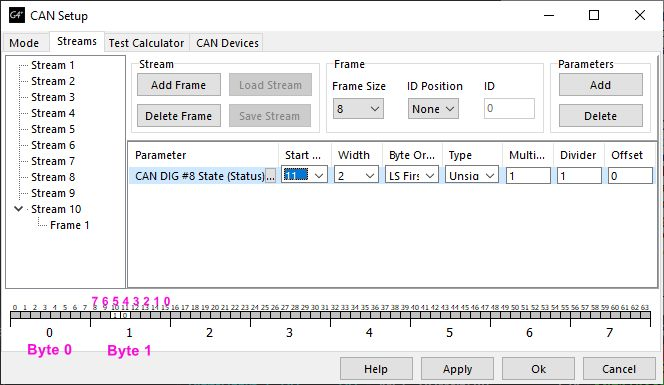 G4+ CAN Setup
Mode Streams Test Calculator CAN Devices
Stream 1
Stream 2
Stream 3
Stream 4
Stream 5
Stream 6
Stream 7
Stream 8
Stream 9
Stream 10
Frame 1
Stream
Add Frame Load Stream
Delete Frame Save Stream
Frame
Frame Size ID Position ID
8 None 0
Parameters
Add
Delete
Parameter Start ... Width Byte Or... Type Multi... Divider Offset
CAN DIG #8 State (Status) ... 11 2 LS Firs Unsig 1 1 0
7 6 5 4 3 2 1 0
0 1 2 3 4 5 6 7 8 9 10 11 12 13 14 15 16 17 18 19 20 21 22 23 24 25 26 27 28 29 30 31 32 33 34 35 36 37 38 39 40 41 42 43 44 45 46 47 48 49 50 51 52 53 54 55 56 57 58 59 60 61 62 63
1 0
0 1 2 3 4 5 6 7
Byte 0 Byte 1
Help Apply Ok Cancel